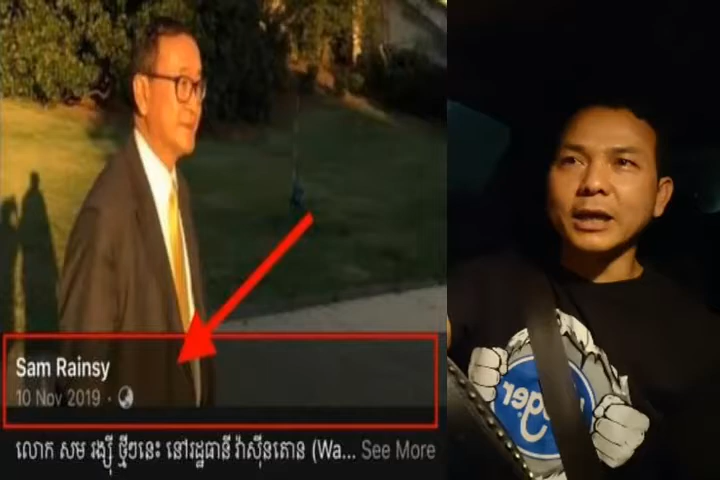 Sam Rainsy
10 Nov 2019 ·
លោក សម រង្ស៊ី ថ្មីៗនេះ នៅរដ្ឋធានី វ៉ាស៊ីនតោន (Wa... See More
Kroger